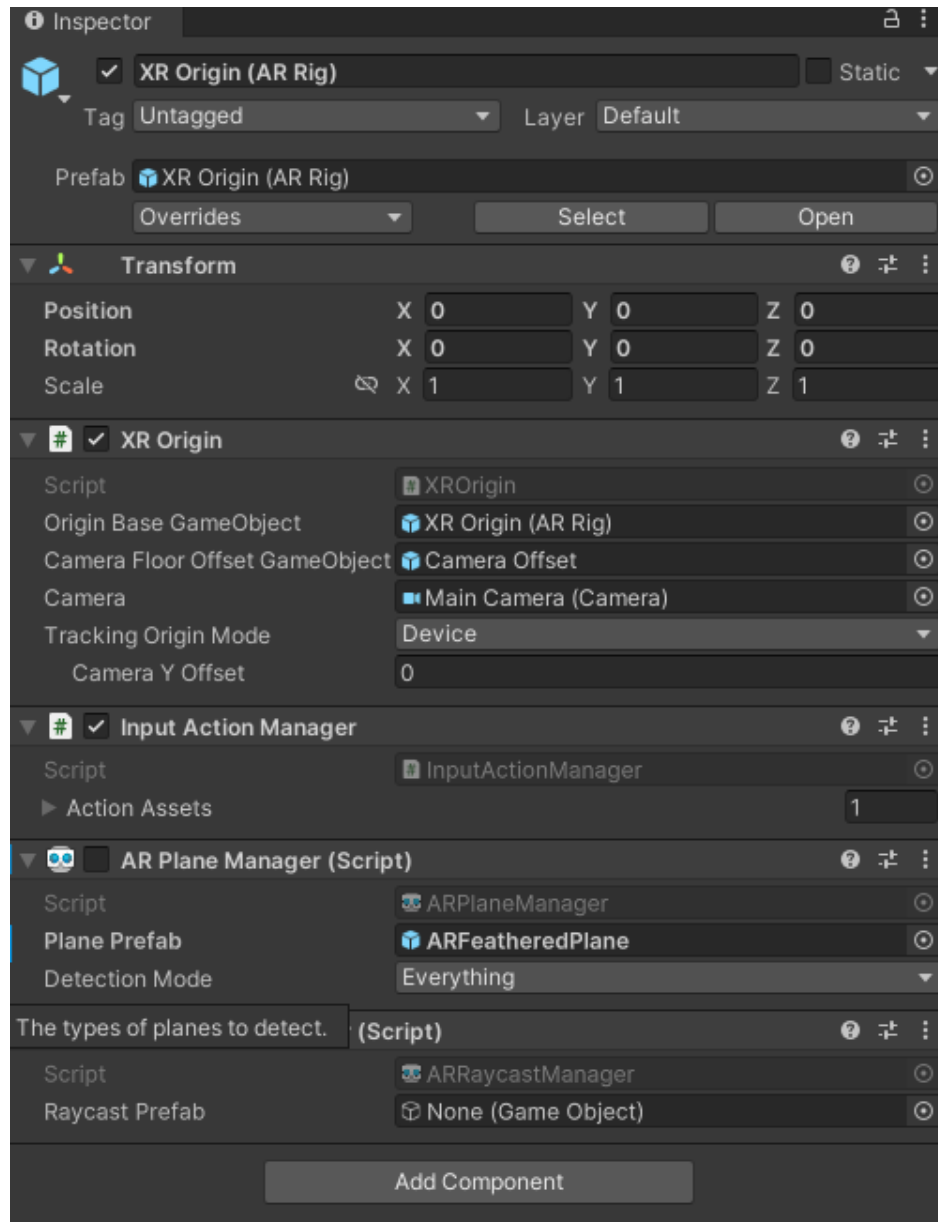 Inspector
XR Origin (AR Rig) Static
Tag Untagged Layer Default
Prefab XR Origin (AR Rig)
Overrides Select Open
Transform
Position X 0 Y 0 Z 0
Rotation X 0 Y 0 Z 0
Scale X 1 Y 1 Z 1
# XR Origin
Script XROrigin
Origin Base GameObject XR Origin (AR Rig)
Camera Floor Offset GameObject Camera Offset
Camera Main Camera (Camera)
Tracking Origin Mode Device
Camera Y Offset 0
# Input Action Manager
Script InputActionManager
Action Assets 1
AR Plane Manager (Script)
Script ARPlaneManager
Plane Prefab ARFeatheredPlane
Detection Mode Everything
The types of planes to detect. (Script)
Script ARRaycastManager
Raycast Prefab None (Game Object)
Add Component